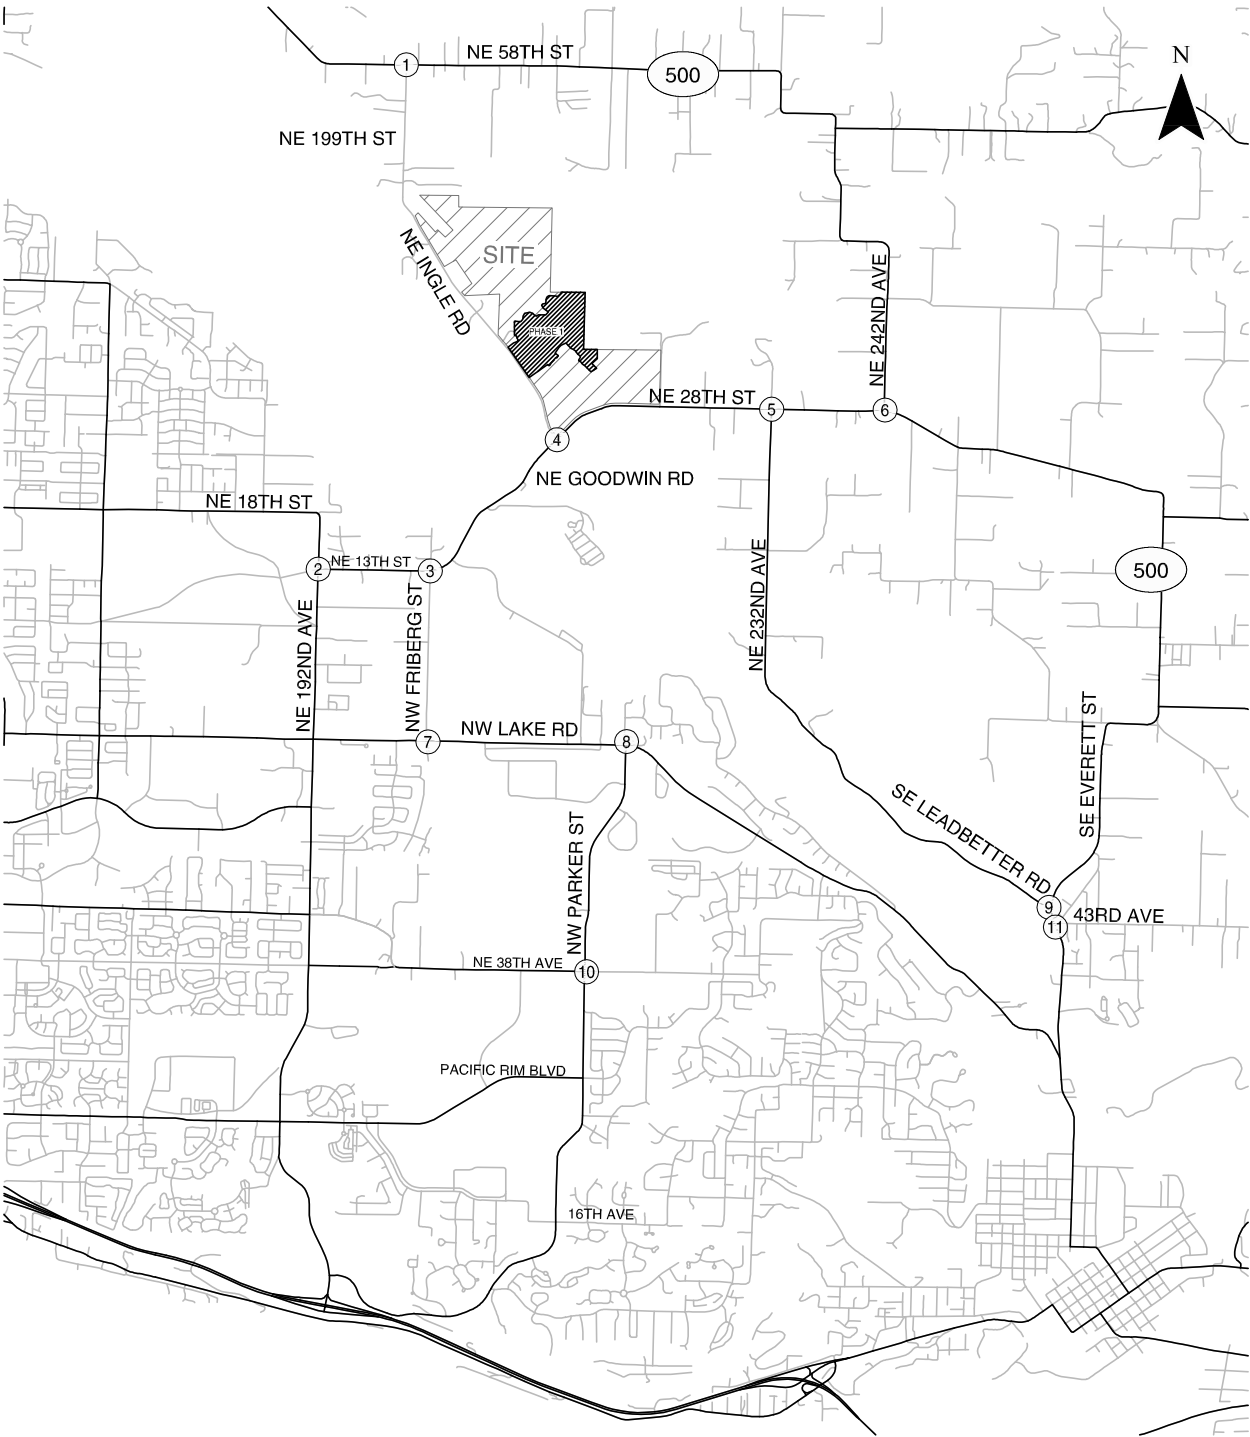 NE 58TH ST
500
N
1
NE 199TH ST
SITE
NE INGLE RD
PHASE 1
NE 242ND AVE
NE 28TH ST
5
6
4
NE GOODWIN RD
NE 18TH ST
NE 13TH ST
2
3
500
NE 192ND AVE
NW FRIBERG ST
NE 232ND AVE
NW LAKE RD
7
8
SE EVERETT ST
SE LEADBETTER RD
NW PARKER ST
9
43RD AVE
11
NE 38TH AVE
10
PACIFIC RIM BLVD
16TH AVE